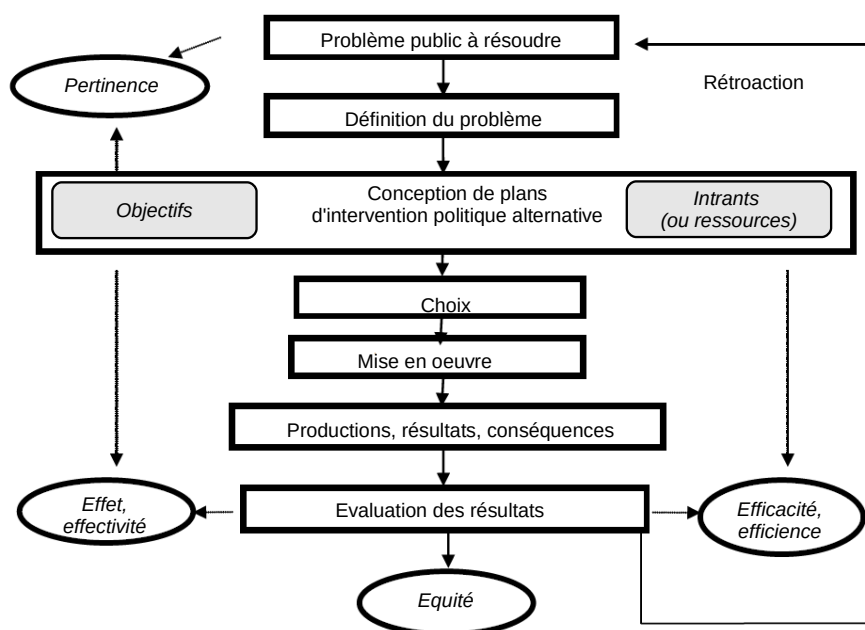 Problème public à résoudre
Pertinence
Rétroaction
Définition du problème
Objectifs
Conception de plans
d'intervention politique alternative
Intrants
(ou ressources)
Choix
Mise en oeuvre
Productions, résultats, conséquences
Effet,
effectivité
Evaluation des résultats
Efficacité,
efficience
Equité